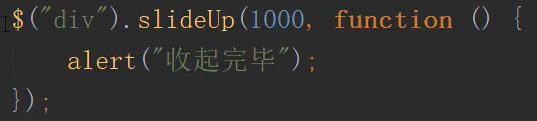 $("div").slideUp(1000, function () {
    alert("收起完毕");
});